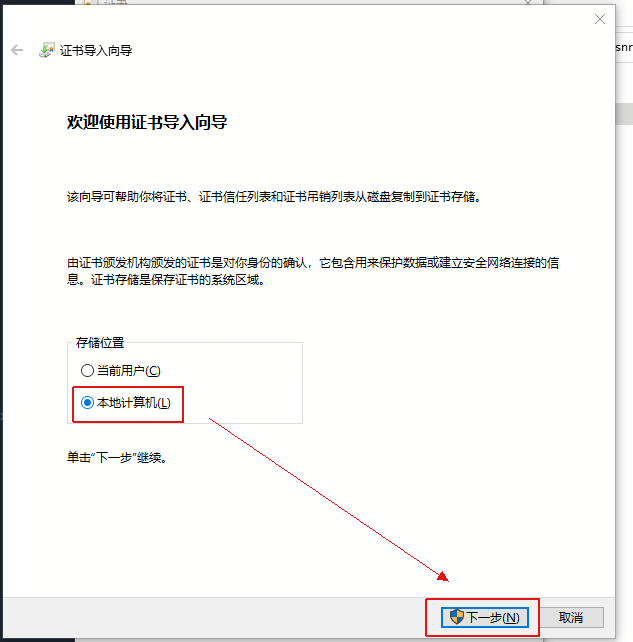 证书
snr
证书导入向导
欢迎使用证书导入向导
该向导可帮助你将证书、证书信任列表和证书吊销列表从磁盘复制到证书存储。
由证书颁发机构颁发的证书是对你身份的确认，它包含用来保护数据或建立安全网络连接的信
息。证书存储是保存证书的系统区域。
存储位置
当前用户(C)
本地计算机(L)
单击“下一步”继续。
下一步(N)
取消